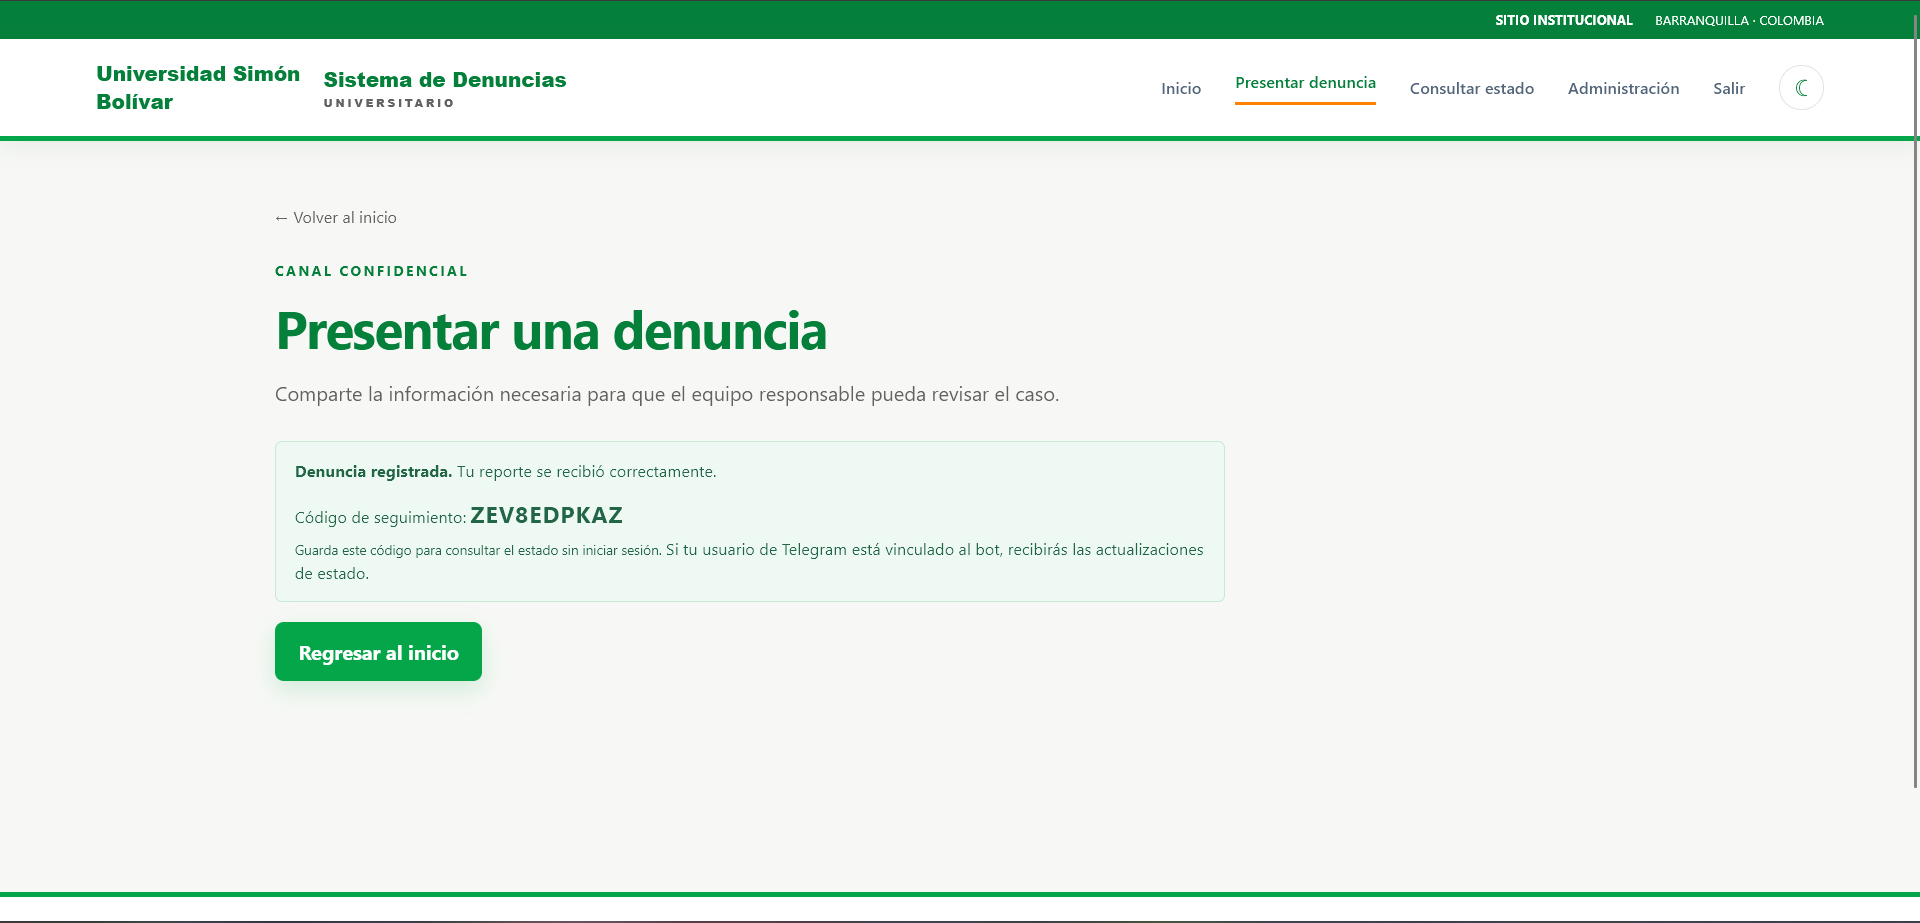 SITIO INSTITUCIONAL BARRANQUILLA · COLOMBIA
Universidad Simón
Bolívar
Sistema de Denuncias
UNIVERSITARIO
Inicio Presentar denuncia Consultar estado Administración Salir
← Volver al inicio
CANAL CONFIDENCIAL
Presentar una denuncia
Comparte la información necesaria para que el equipo responsable pueda revisar el caso.
Denuncia registrada. Tu reporte se recibió correctamente.
Código de seguimiento: ZEV8EDPKAZ
Guarda este código para consultar el estado sin iniciar sesión. Si tu usuario de Telegram está vinculado al bot, recibirás las actualizaciones
de estado.
Regresar al inicio